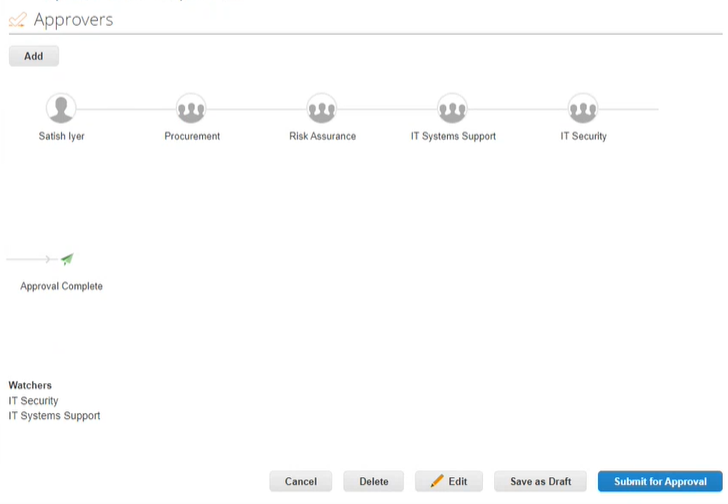 Approvers
Add
Satish Iyer
Procurement
Risk Assurance
IT Systems Support
IT Security
Approval Complete
Watchers
IT Security
IT Systems Support
Cancel
Delete
Edit
Save as Draft
Submit for Approval